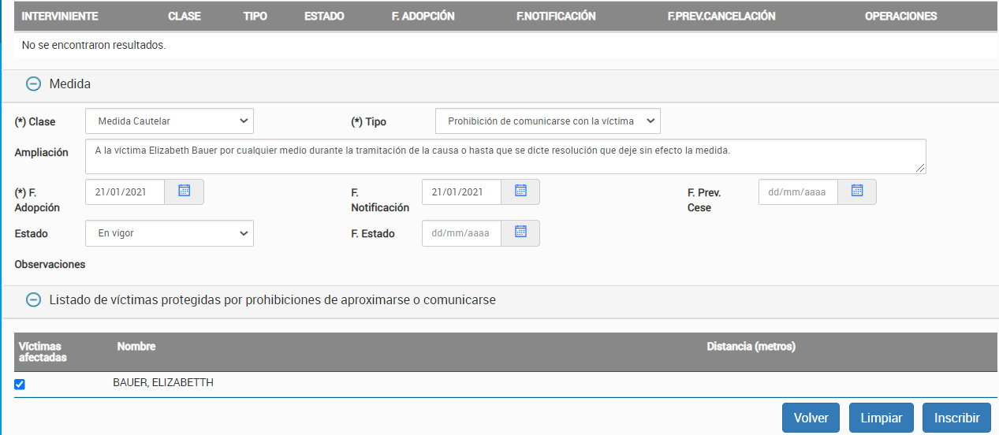 INTERVINIENTE CLASE TIPO ESTADO F. ADOPCIÓN F.NOTIFICACIÓN F.PREV.CANCELACIÓN OPERACIONES
No se encontraron resultados.
Medida
(*) Clase Medida Cautelar (*) Tipo Prohibición de comunicarse con la víctima
Ampliación A la víctima Elizabeth Bauer por cualquier medio durante la tramitación de la causa o hasta que se dicte resolución que deje sin efecto la medida.
(*) F. Adopción 21/01/2021 F. Notificación 21/01/2021 F. Prev. Cese dd/mm/aaaa
Estado En vigor F. Estado dd/mm/aaaa
Observaciones
Listado de víctimas protegidas por prohibiciones de aproximarse o comunicarse
Víctimas afectadas Nombre Distancia (metros)
BAUER, ELIZABETTH
Volver Limpiar Inscribir